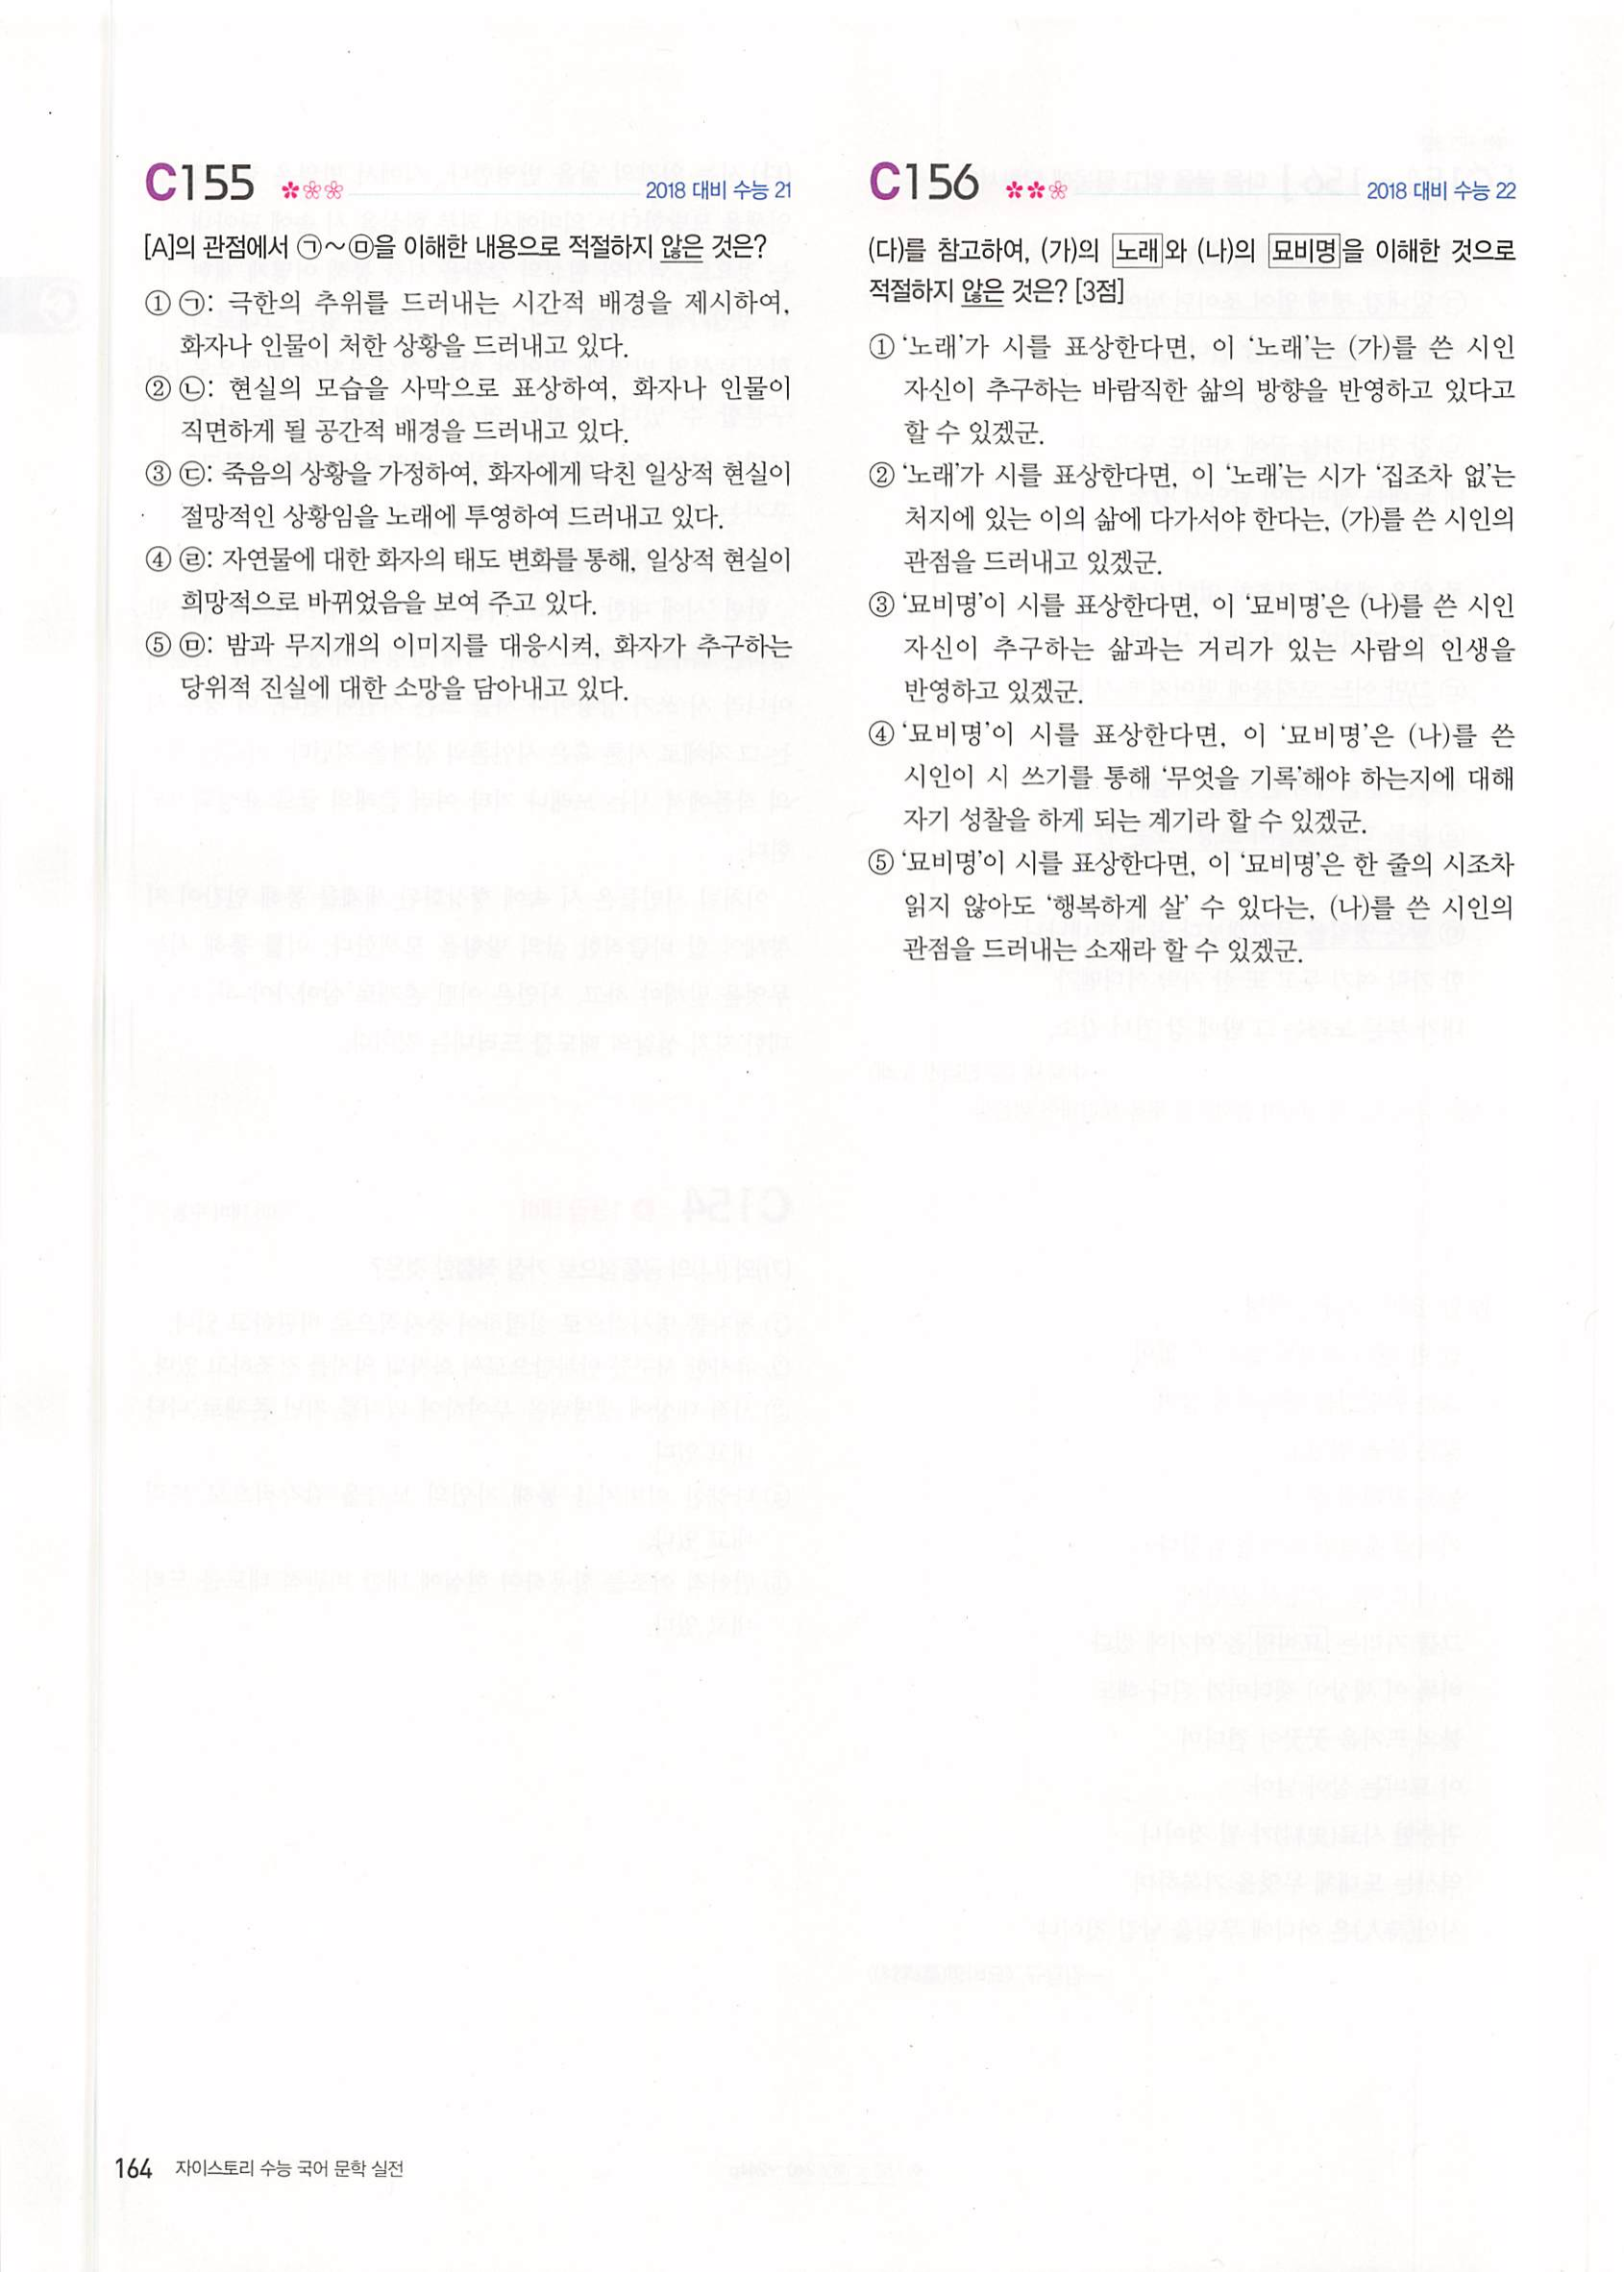 C155
2018 대비 수능 21
[A]의 관점에서 ㉠~㉤을 이해한 내용으로 적절하지 않은 것은?
① ㉠: 극한의 추위를 드러내는 시간적 배경을 제시하여,
화자나 인물이 처한 상황을 드러내고 있다.
② ㉡: 현실의 모습을 사막으로 표상하여, 화자나 인물이
직면하게 될 공간적 배경을 드러내고 있다.
③ ㉢: 죽음의 상황을 가정하여, 화자에게 닥친 일상적 현실이
절망적인 상황임을 노래에 투영하여 드러내고 있다.
④ ㉣: 자연물에 대한 화자의 태도 변화를 통해, 일상적 현실이
희망적으로 바뀌었음을 보여 주고 있다.
⑤ ㉤: 밤과 무지개의 이미지를 대응시켜, 화자가 추구하는
당위적 진실에 대한 소망을 담아내고 있다.
C156
2018 대비 수능 22
(다)를 참고하여, (가)의 노래와 (나)의 묘비명을 이해한 것으로
적절하지 않은 것은? [3점]
① ‘노래’가 시를 표상한다면, 이 ‘노래’는 (가)를 쓴 시인
자신이 추구하는 바람직한 삶의 방향을 반영하고 있다고
할 수 있겠군.
② ‘노래’가 시를 표상한다면, 이 ‘노래’는 시가 ‘집조차 없’는
처지에 있는 이의 삶에 다가서야 한다는, (가)를 쓴 시인의
관점을 드러내고 있겠군.
③ ‘묘비명’이 시를 표상한다면, 이 ‘묘비명’은 (나)를 쓴 시인
자신이 추구하는 삶과는 거리가 있는 사람의 인생을
반영하고 있겠군.
④ ‘묘비명’이 시를 표상한다면, 이 ‘묘비명’은 (나)를 쓴
시인이 시 쓰기를 통해 ‘무엇을 기록’해야 하는지에 대해
자기 성찰을 하게 되는 계기라 할 수 있겠군.
⑤ ‘묘비명’이 시를 표상한다면, 이 ‘묘비명’은 한 줄의 시조차
읽지 않아도 ‘행복하게 살’ 수 있다는, (나)를 쓴 시인의
관점을 드러내는 소재라 할 수 있겠군.
164 자이스토리 수능 국어 문학 실전